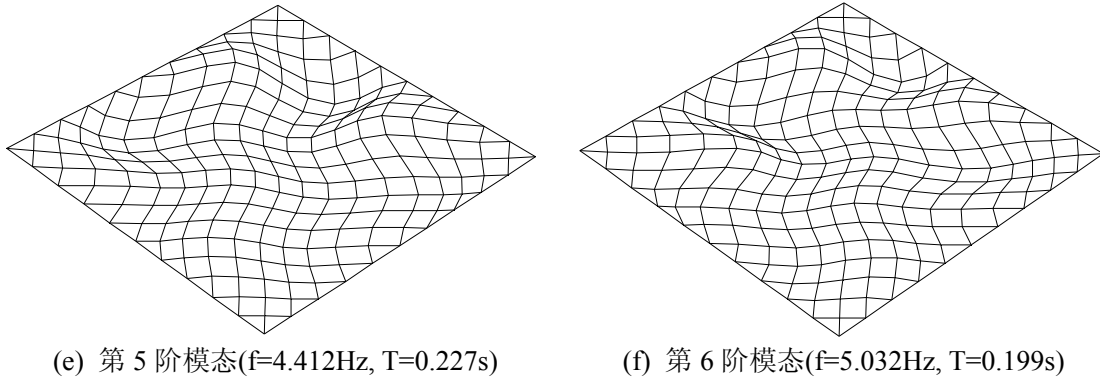 (e) 第 5 阶模态(f=4.412Hz, T=0.227s)
(f) 第 6 阶模态(f=5.032Hz, T=0.199s)